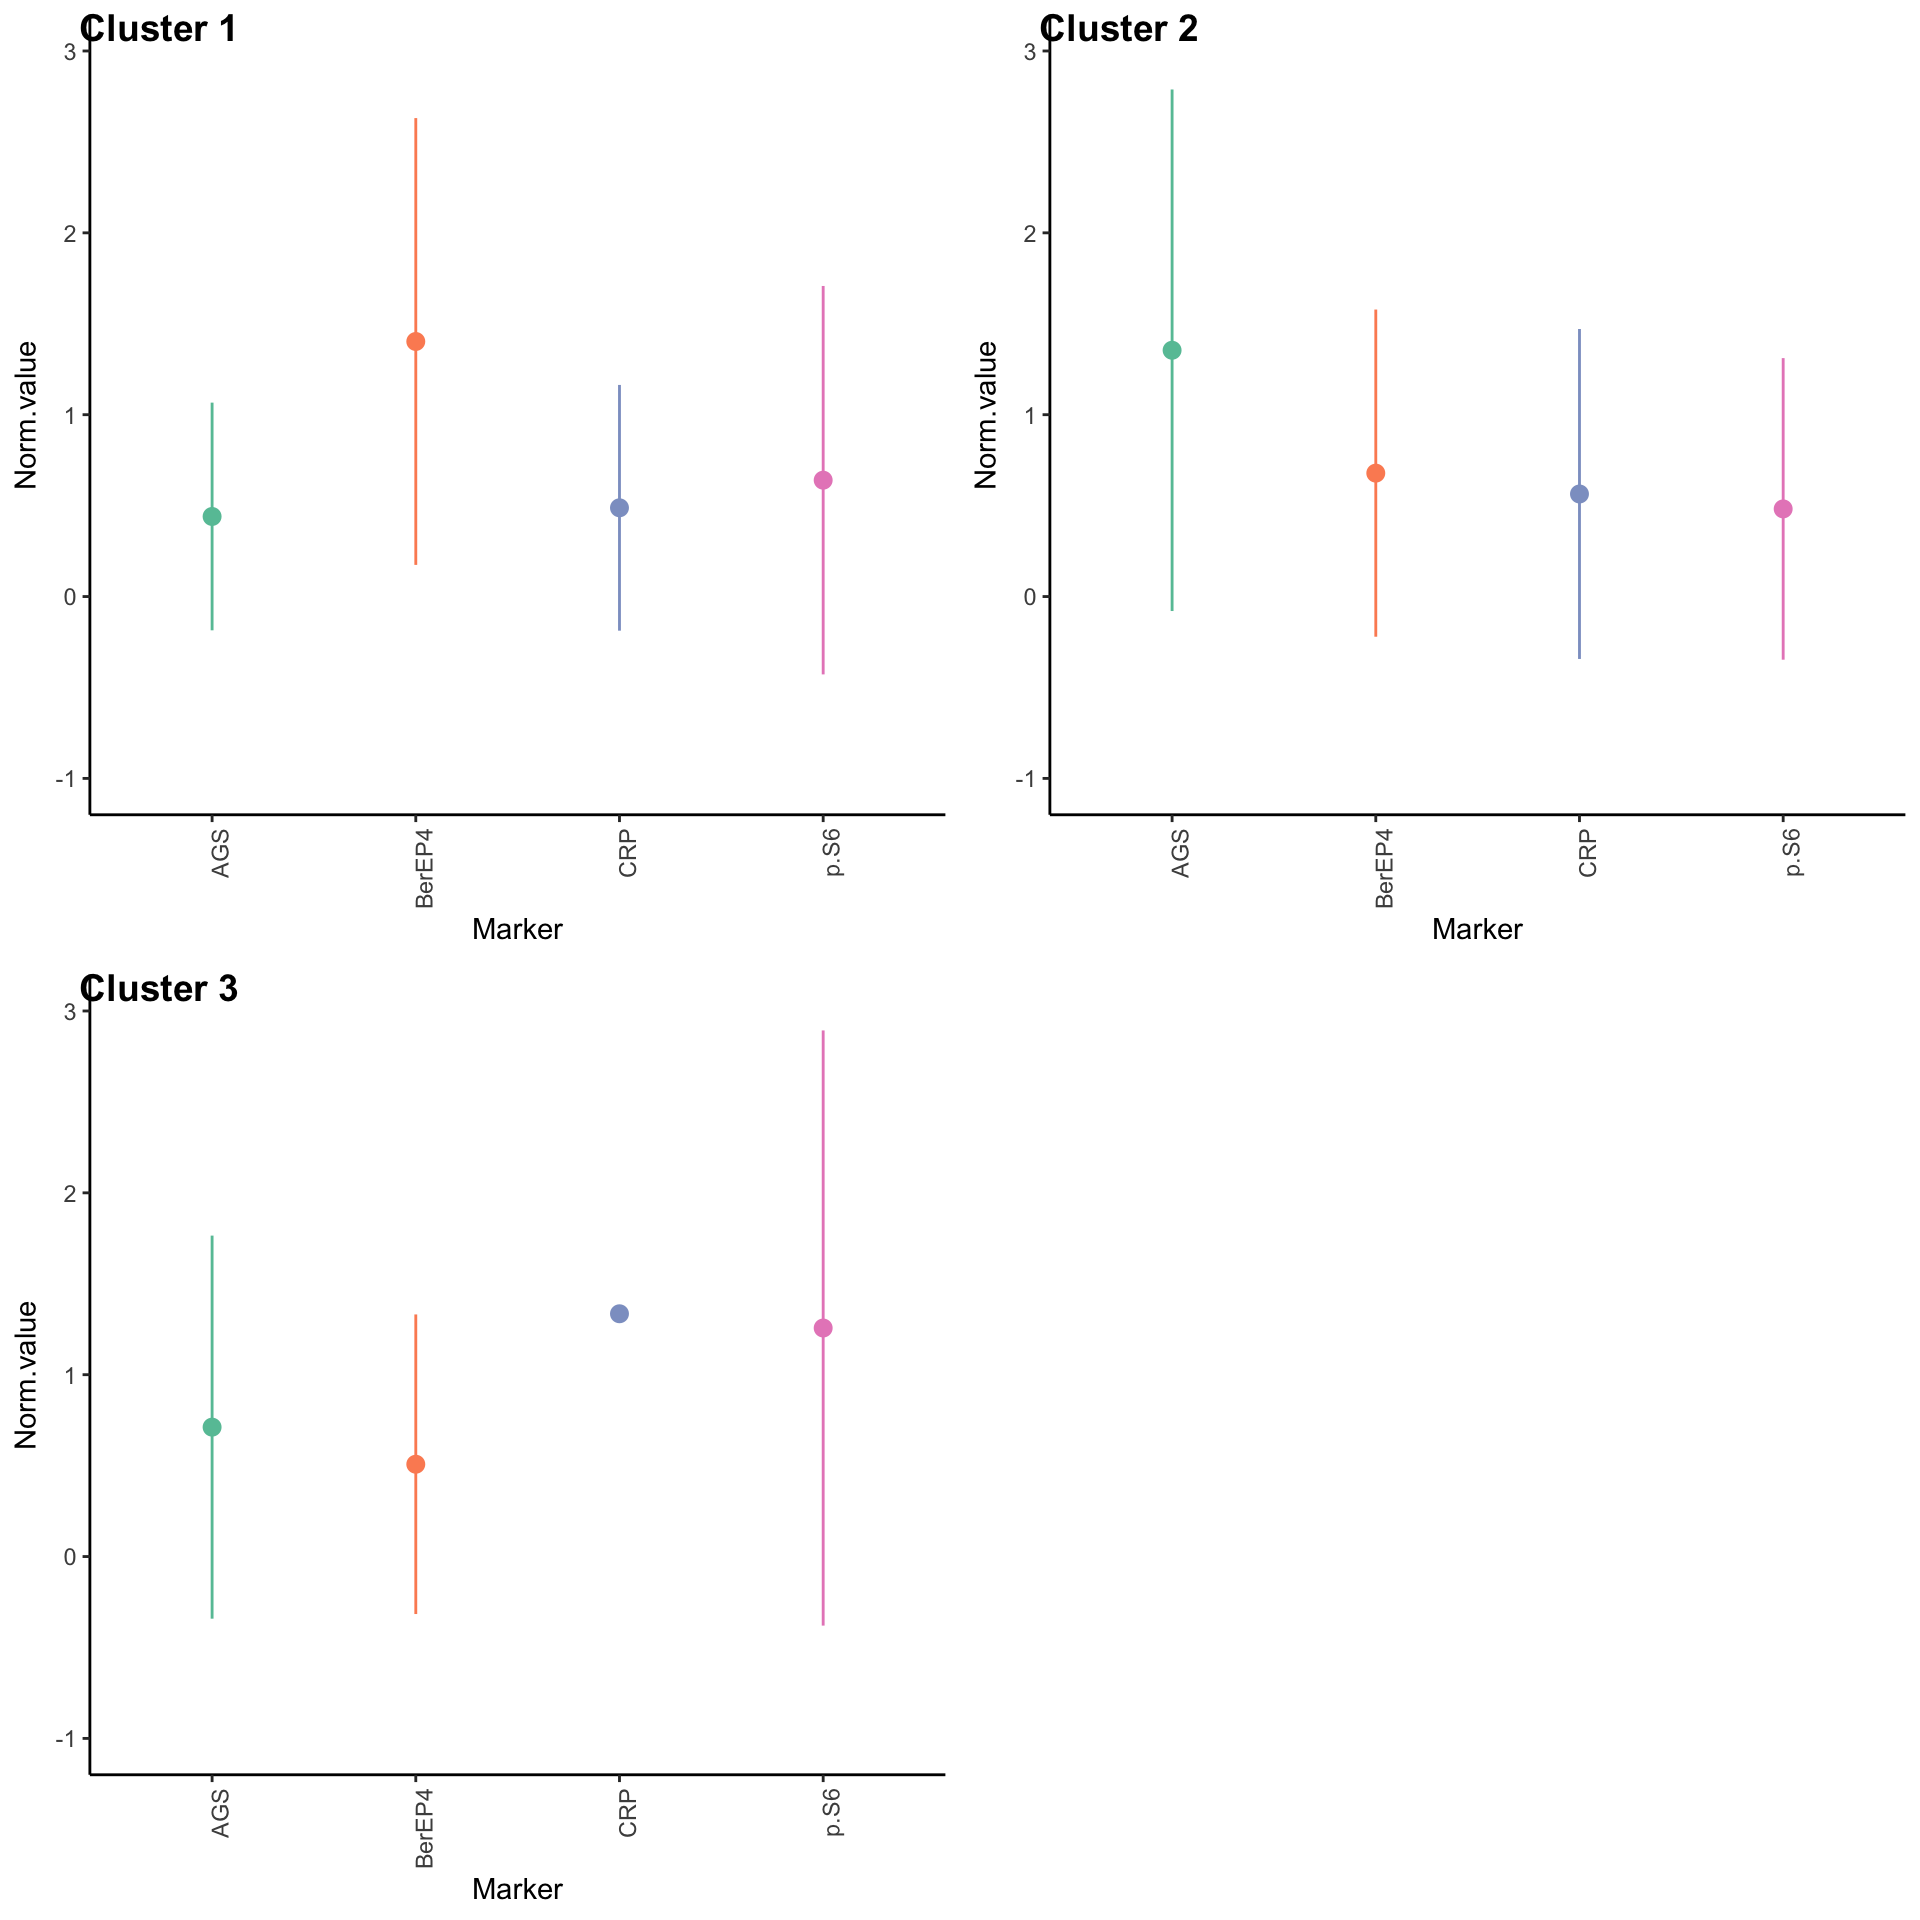 Cluster 1
3
2
1
0
-1
Norm.value
AGS
BerEP4
CRP
p.S6
Marker
Cluster 2
3
2
1
0
-1
Norm.value
AGS
BerEP4
CRP
p.S6
Marker
Cluster 3
3
2
1
0
-1
Norm.value
AGS
BerEP4
CRP
p.S6
Marker